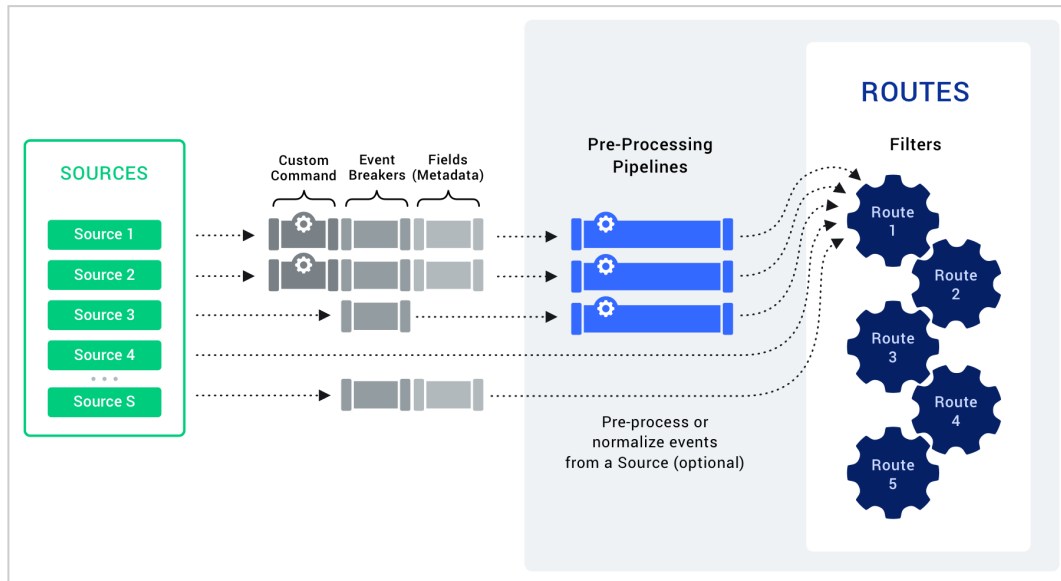 ROUTES
Pre-Processing
Pipelines
Filters
Custom
Command
Event
Breakers
Fields
(Metadata)
SOURCES
Source 1
Source 2
Source 3
Source 4
Source S
Route
1
Route
2
Route
3
Route
4
Route
5
Pre-process or
normalize events
from a Source (optional)